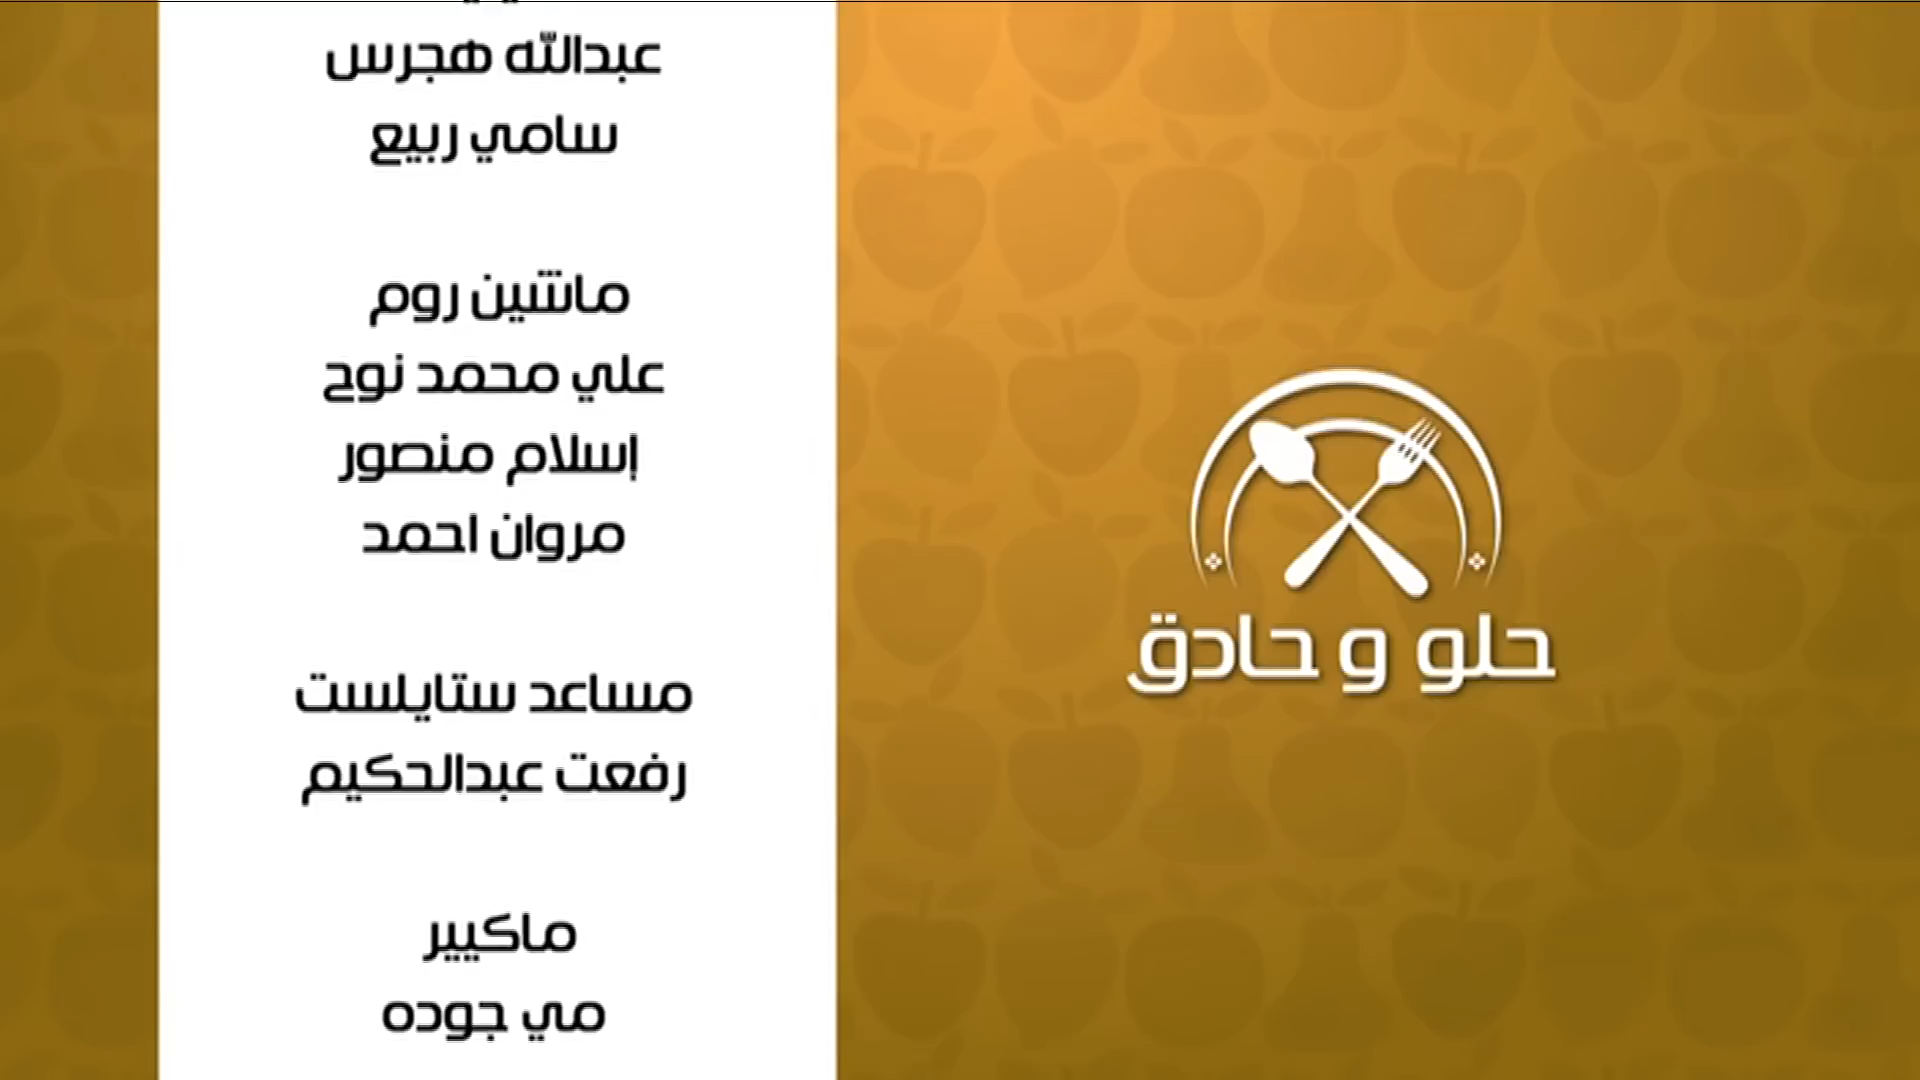 عبدالله هجرس
سامي ربيع
ماشين روم
علي محمد نوح
إسلام منصور
مروان احمد
مساعد ستايلست
رفعت عبدالحكيم
ماكيير
مي جوده
حلو و حادق